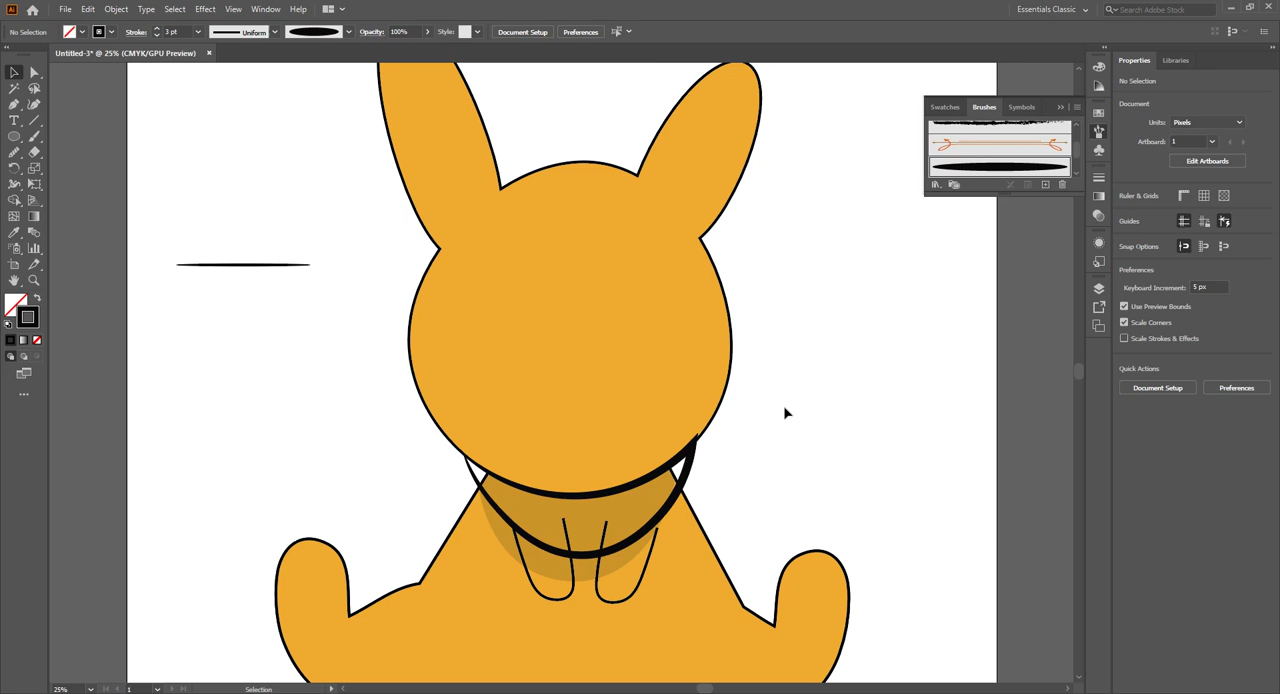 Ai File Edit Object Type Select Effect View Window Help Essentials Classic Search Adobe Stock
No Selection Stroke: 3 pt Uniform Opacity: 100% Style: Document Setup Preferences
Untitled-3* @ 25% (CMYK/GPU Preview) ×
Properties Libraries
No Selection
Swatches Brushes Symbols
Document
Units: Pixels
Artboard: 1
Edit Artboards
Ruler & Grids
Guides
Snap Options
Preferences
Keyboard Increment: 5 px
Use Preview Bounds
Scale Corners
Scale Strokes & Effects
Quick Actions
Document Setup Preferences
25% 1 Selection